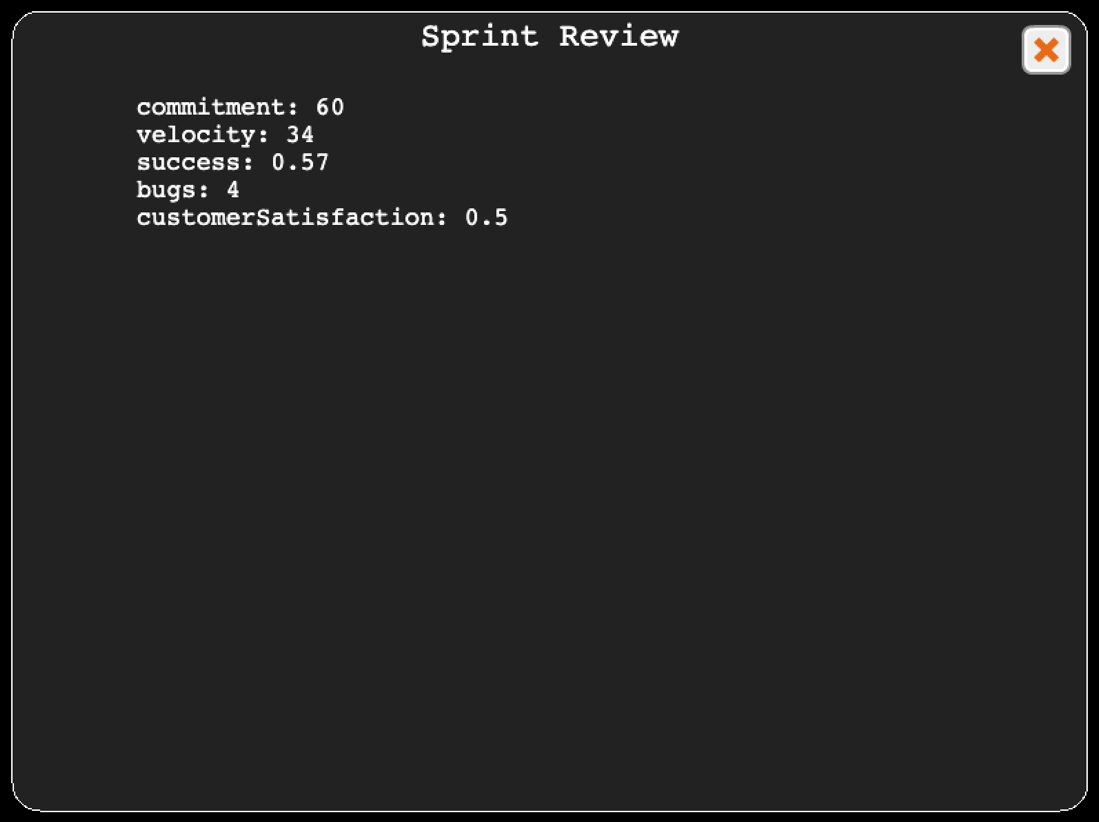 Sprint Review
commitment: 60
velocity: 34
success: 0.57
bugs: 4
customerSatisfaction: 0.5